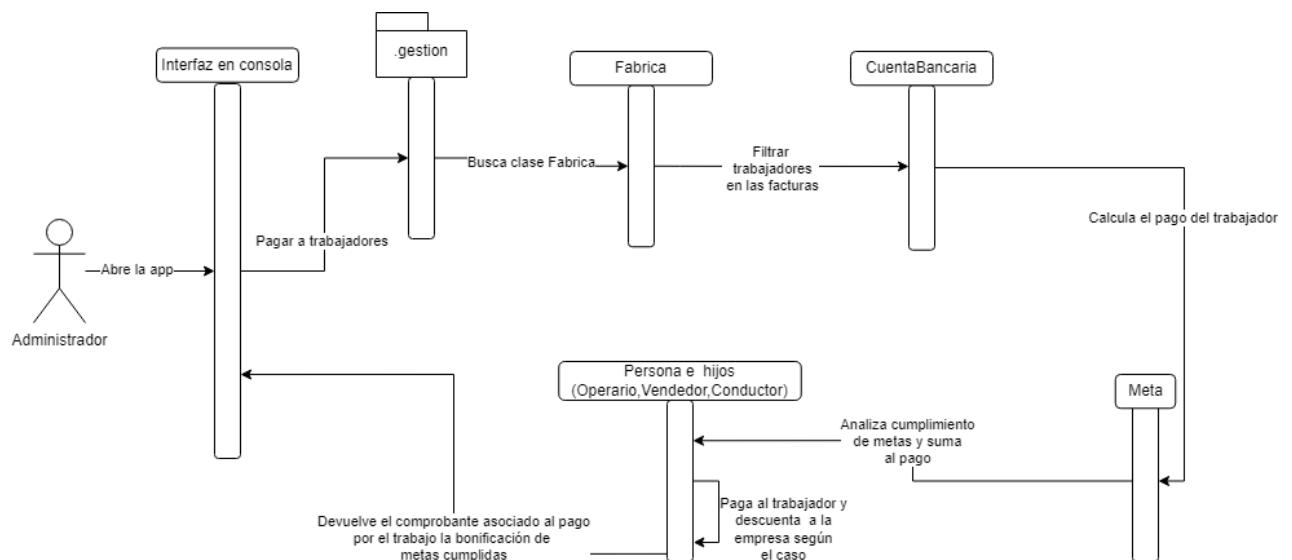 .gestion
Interfaz en consola
Fabrica
CuentaBancaria
Busca clase Fabrica
Filtrar
trabajadores
en las facturas
Calcula el pago del trabajador
Pagar a trabajadores
Abre la app
Administrador
Persona e hijos
(Operario,Vendedor,Conductor)
Meta
Analiza cumplimiento
de metas y suma
al pago
Paga al trabajador y
descuenta a la
empresa según
el caso
Devuelve el comprobante asociado al pago
por el trabajo la bonificación de
metas cumplidas